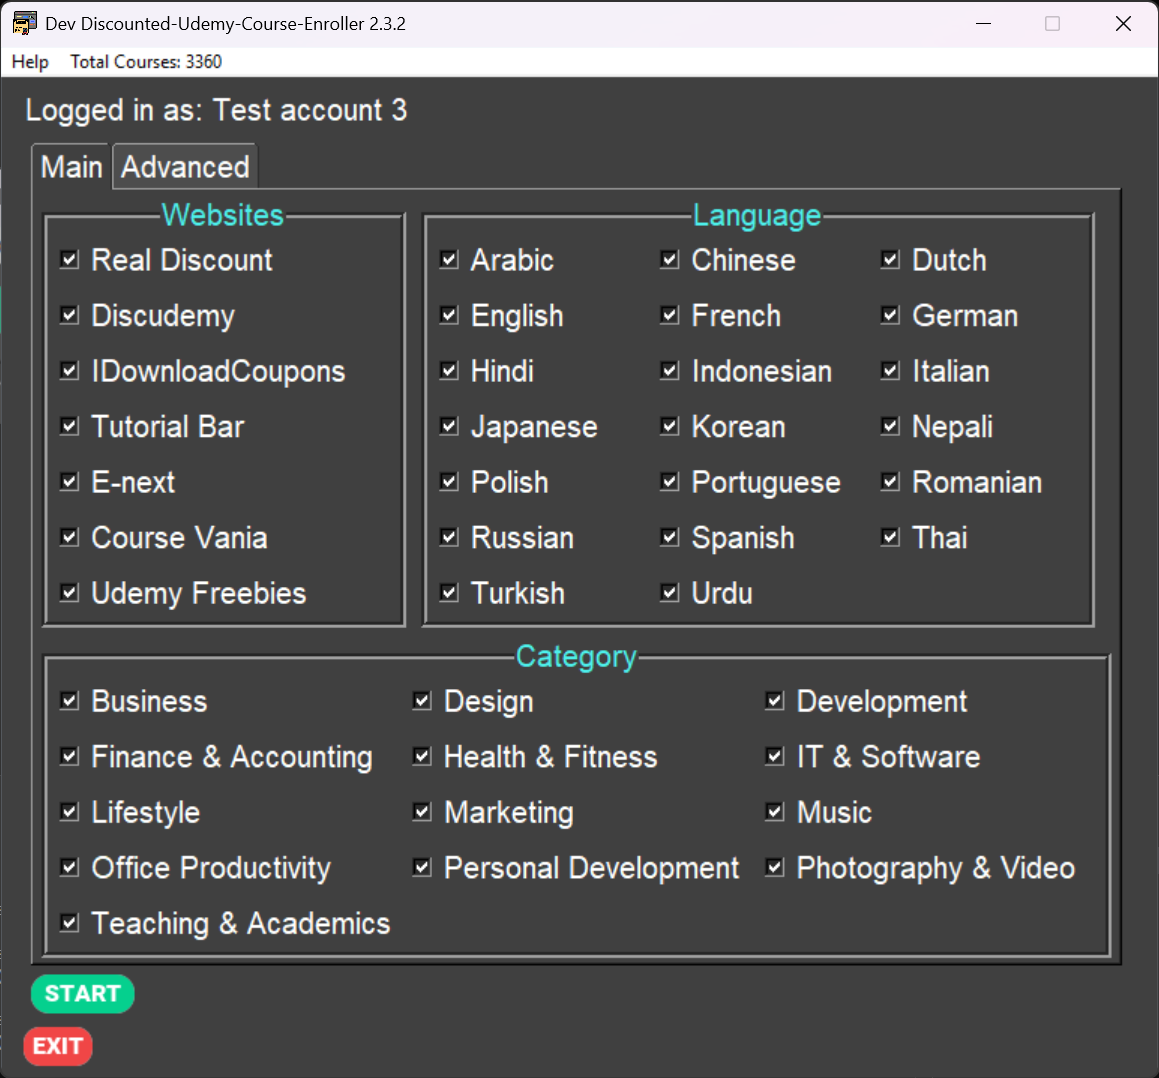 Dev Discounted-Udemy-Course-Enroller 2.3.2
Help Total Courses: 3360
Logged in as: Test account 3
Main Advanced
Websites
Real Discount
Discudemy
IDownloadCoupons
Tutorial Bar
E-next
Course Vania
Udemy Freebies
Language
Arabic Chinese Dutch
English French German
Hindi Indonesian Italian
Japanese Korean Nepali
Polish Portuguese Romanian
Russian Spanish Thai
Turkish Urdu
Category
Business Design Development
Finance & Accounting Health & Fitness IT & Software
Lifestyle Marketing Music
Office Productivity Personal Development Photography & Video
Teaching & Academics
START
EXIT